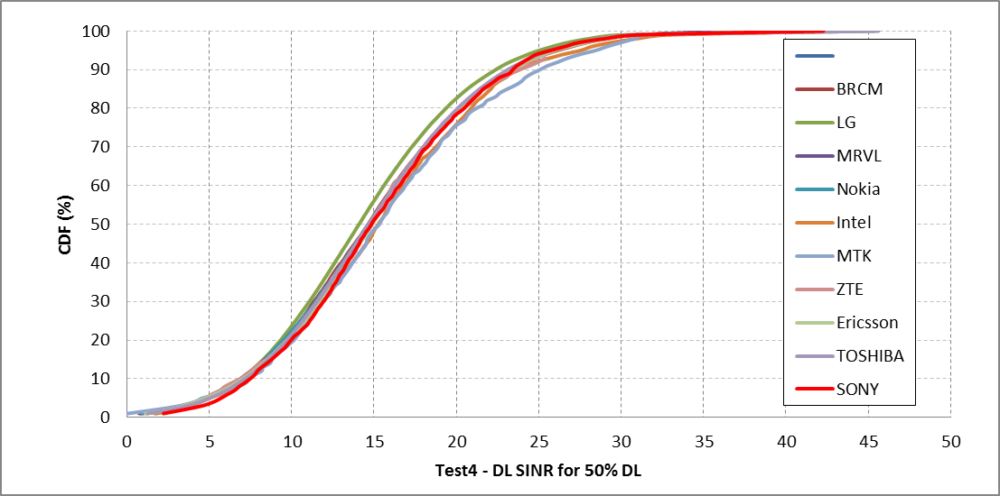 100
90
80
70
60
50
40
30
20
10
0
CDF (%)
0 5 10 15 20 25 30 35 40 45 50
Test4 - DL SINR for 50% DL
BRCM
LG
MRVL
Nokia
Intel
MTK
ZTE
Ericsson
TOSHIBA
SONY